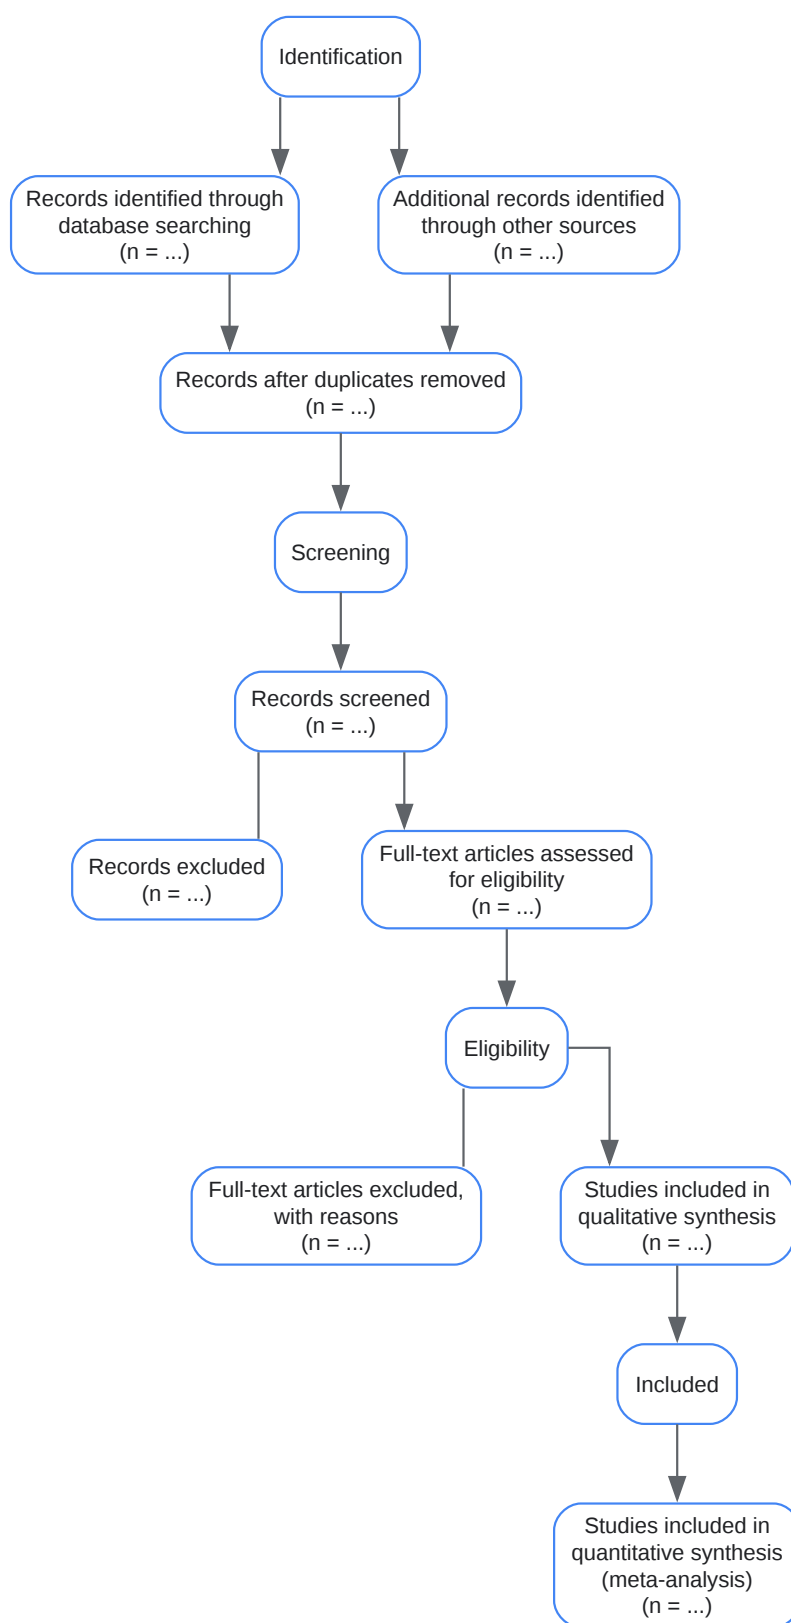 Identification
Records identified through
database searching
(n = ...)
Additional records identified
through other sources
(n = ...)
Records after duplicates removed
(n = ...)
Screening
Records screened
(n = ...)
Records excluded
(n = ...)
Full-text articles assessed
for eligibility
(n = ...)
Eligibility
Full-text articles excluded,
with reasons
(n = ...)
Studies included in
qualitative synthesis
(n = ...)
Included
Studies included in
quantitative synthesis
(meta-analysis)
(n = ...)